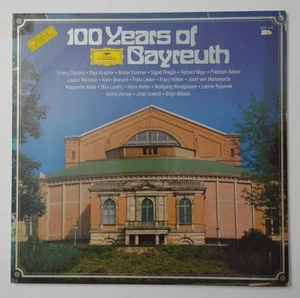 100 Years of
Bayreuth
Emmy Destinn • Paul Knüpfer • Walter Soomer • Sigrid Onegin • Richard Mayr • Friedrich Schorr
Lauritz Melchior • Karin Branzell • Frida Leider • Franz Völker • Josef von Manowarda
Margarete Klose • Max Lorenz • Hans Hotter • Wolfgang Windgassen • Leonie Rysanek
Astrid Varnay • Josef Greindl • Birgit Nilsson